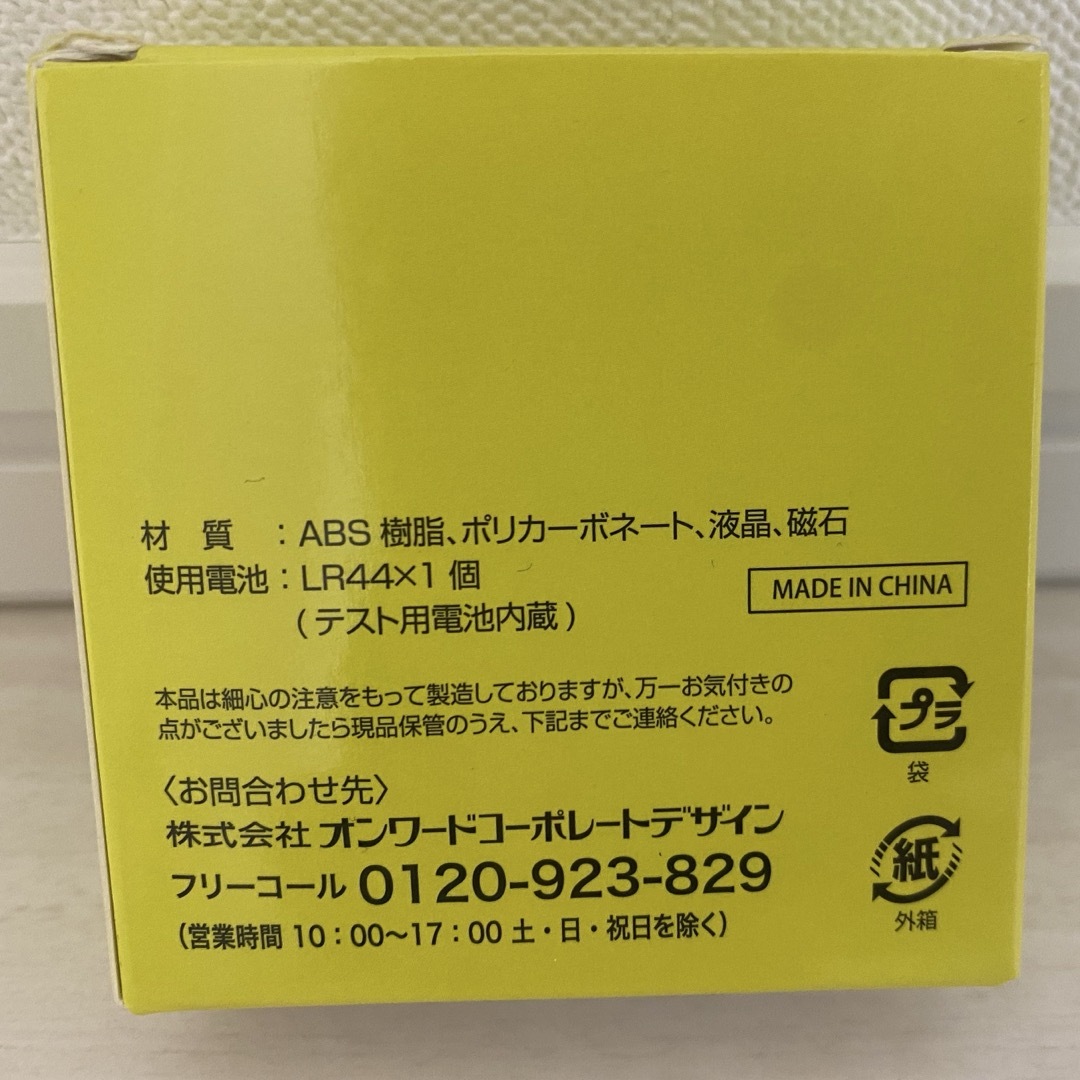 材質 : ABS 樹脂、ポリカーボネート、液晶、磁石
使用電池 : LR44×1 個
(テスト用電池内蔵)
MADE IN CHINA
本品は細心の注意をもって製造しておりますが、万一お気付きの
点がございましたら現品保管のうえ、下記までご連絡ください。
プラ
袋
〈お問合わせ先〉
株式会社 オンワードコーポレートデザイン
フリーコール 0120-923-829
(営業時間 10:00〜17:00 土・日・祝日を除く)
紙
外箱